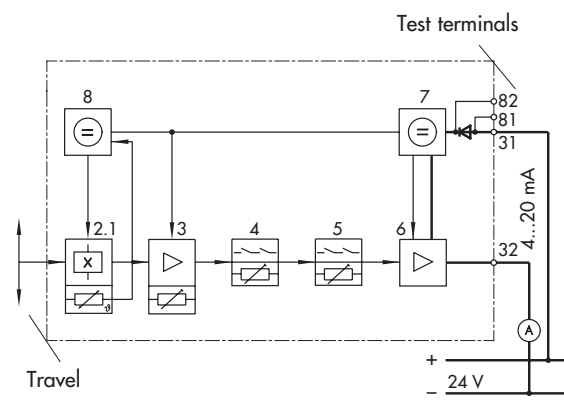 Test terminals
8
7
82
81
31
4...20 mA
2.1
3
4
5
6
32
x
ϑ
A
+
− 24 V
Travel